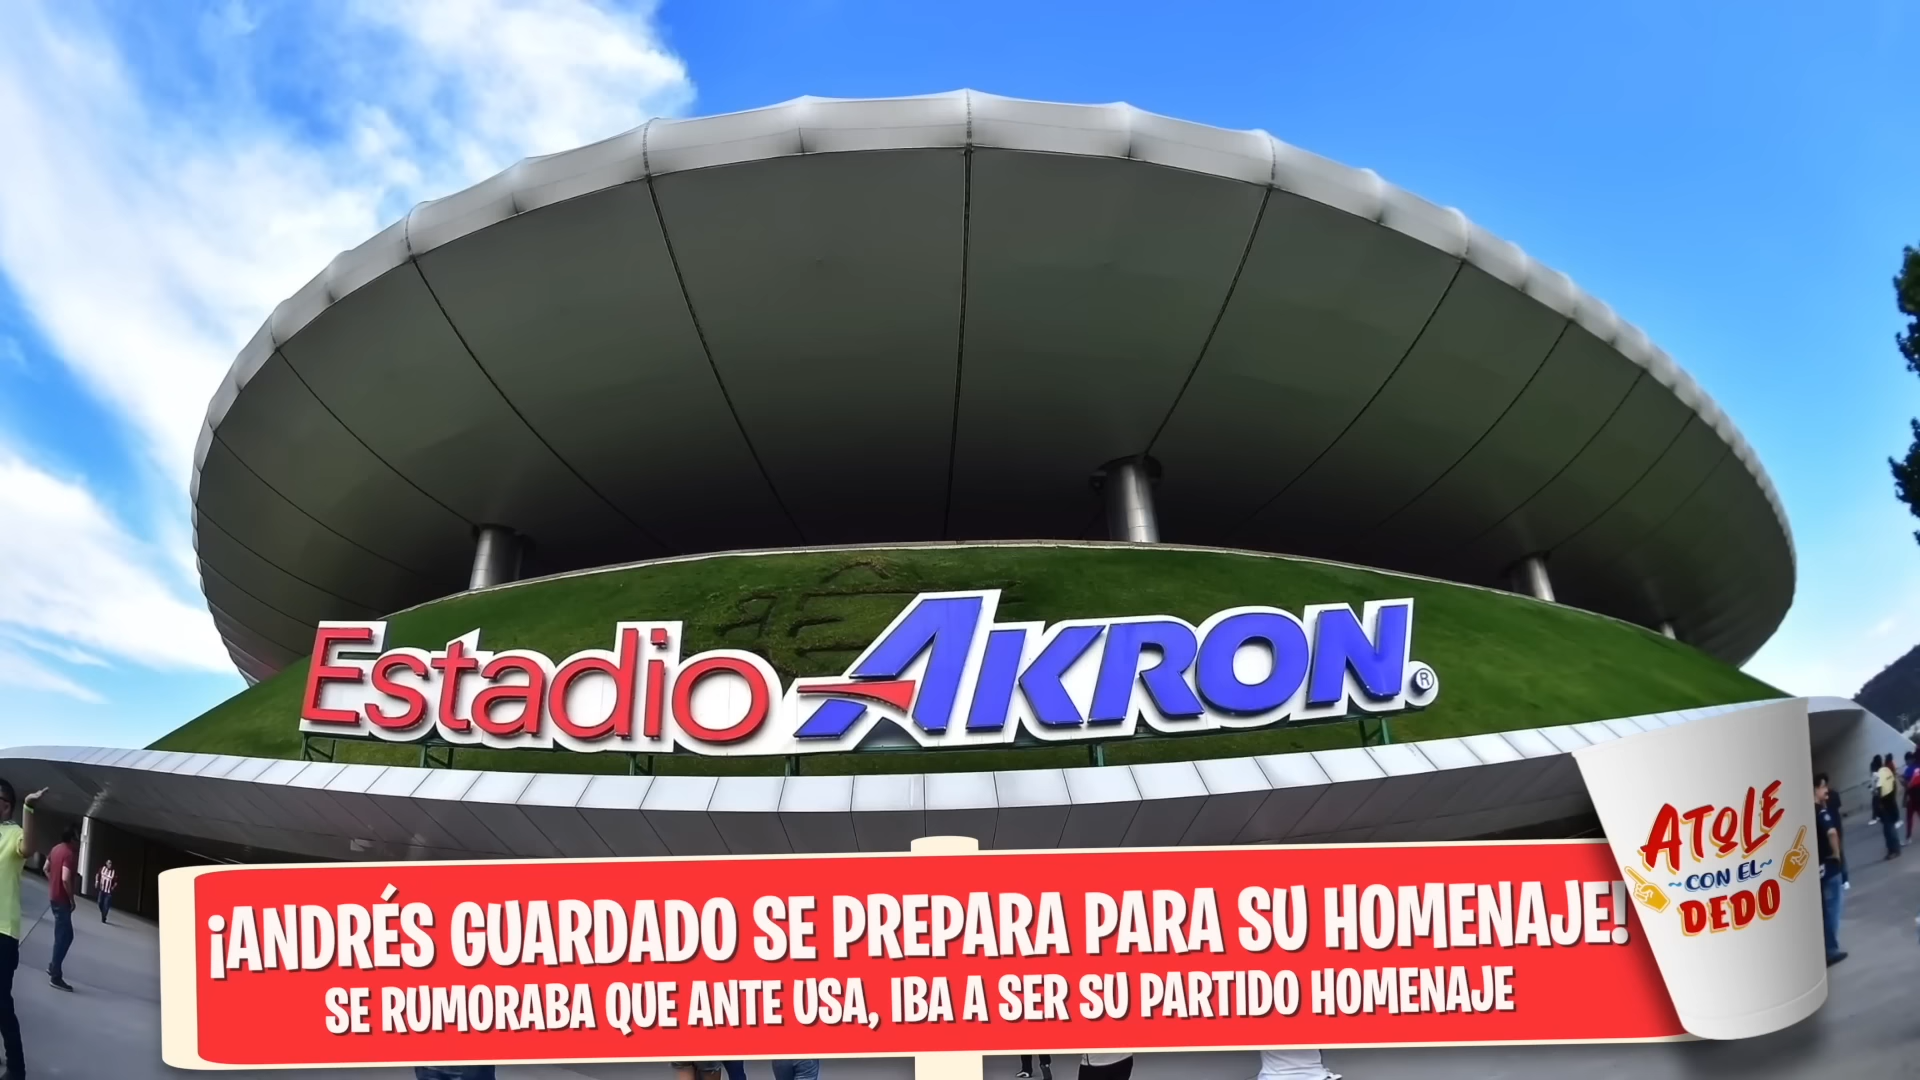 Estadio AKRON®
¡ANDRÉS GUARDADO SE PREPARA PARA SU HOMENAJE!
SE RUMORABA QUE ANTE USA, IBA A SER SU PARTIDO HOMENAJE
ATOLE
~CON EL~
DEDO